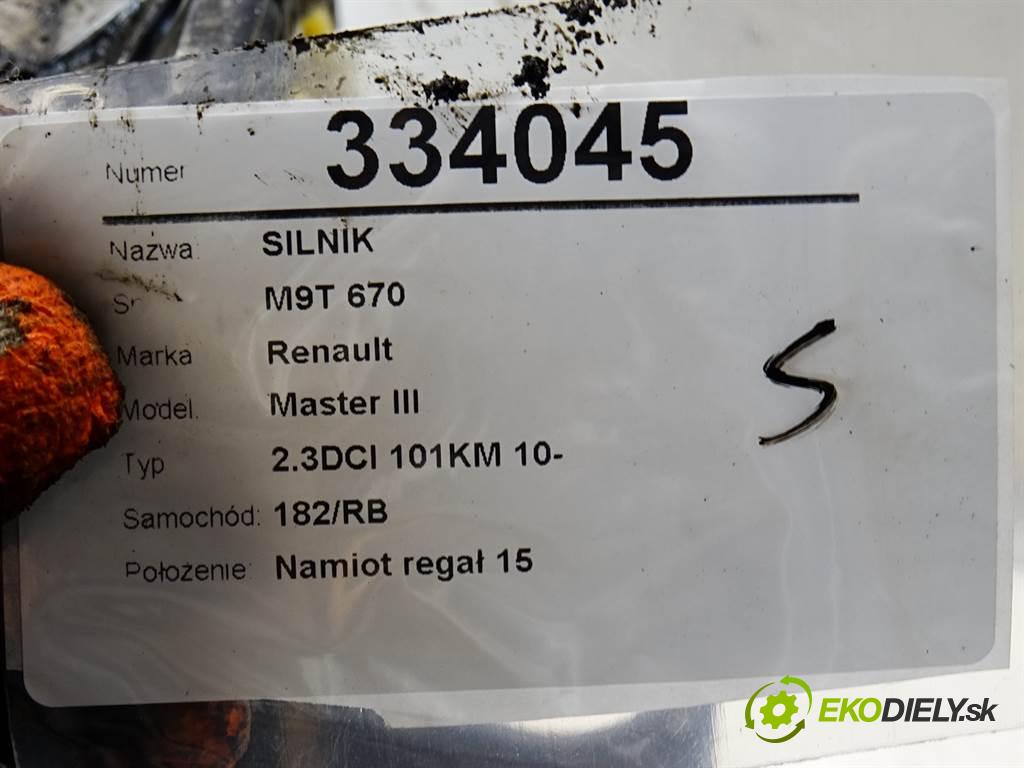 Numer 334045
Nazwa: SILNIK
M9T 670
Marka Renault
Model. Master III
Typ 2.3DCI 101KM 10-
Samochód: 182/RB
Położenie: Namiot regał 15
S
EKODIELY.sk